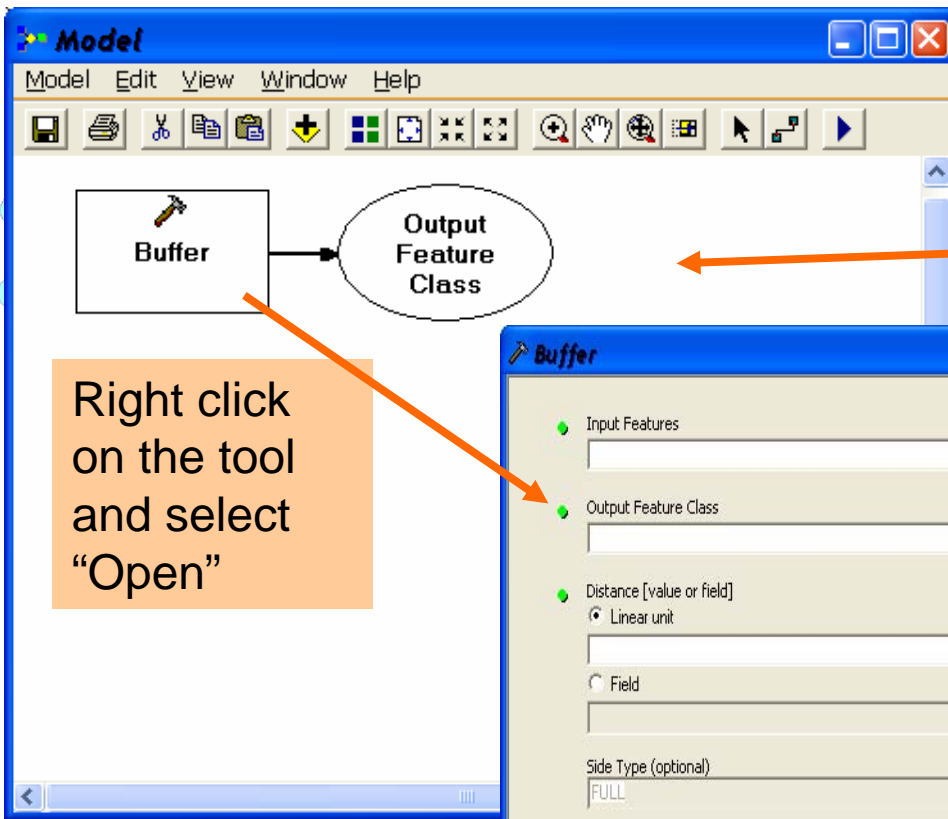 Model
Model Edit View Window Help
Buffer
Output
Feature
Class
Right click
on the tool
and select
“Open”
Buffer
Input Features
Output Feature Class
Distance [value or field]
Linear unit
Field
Side Type (optional)
FULL